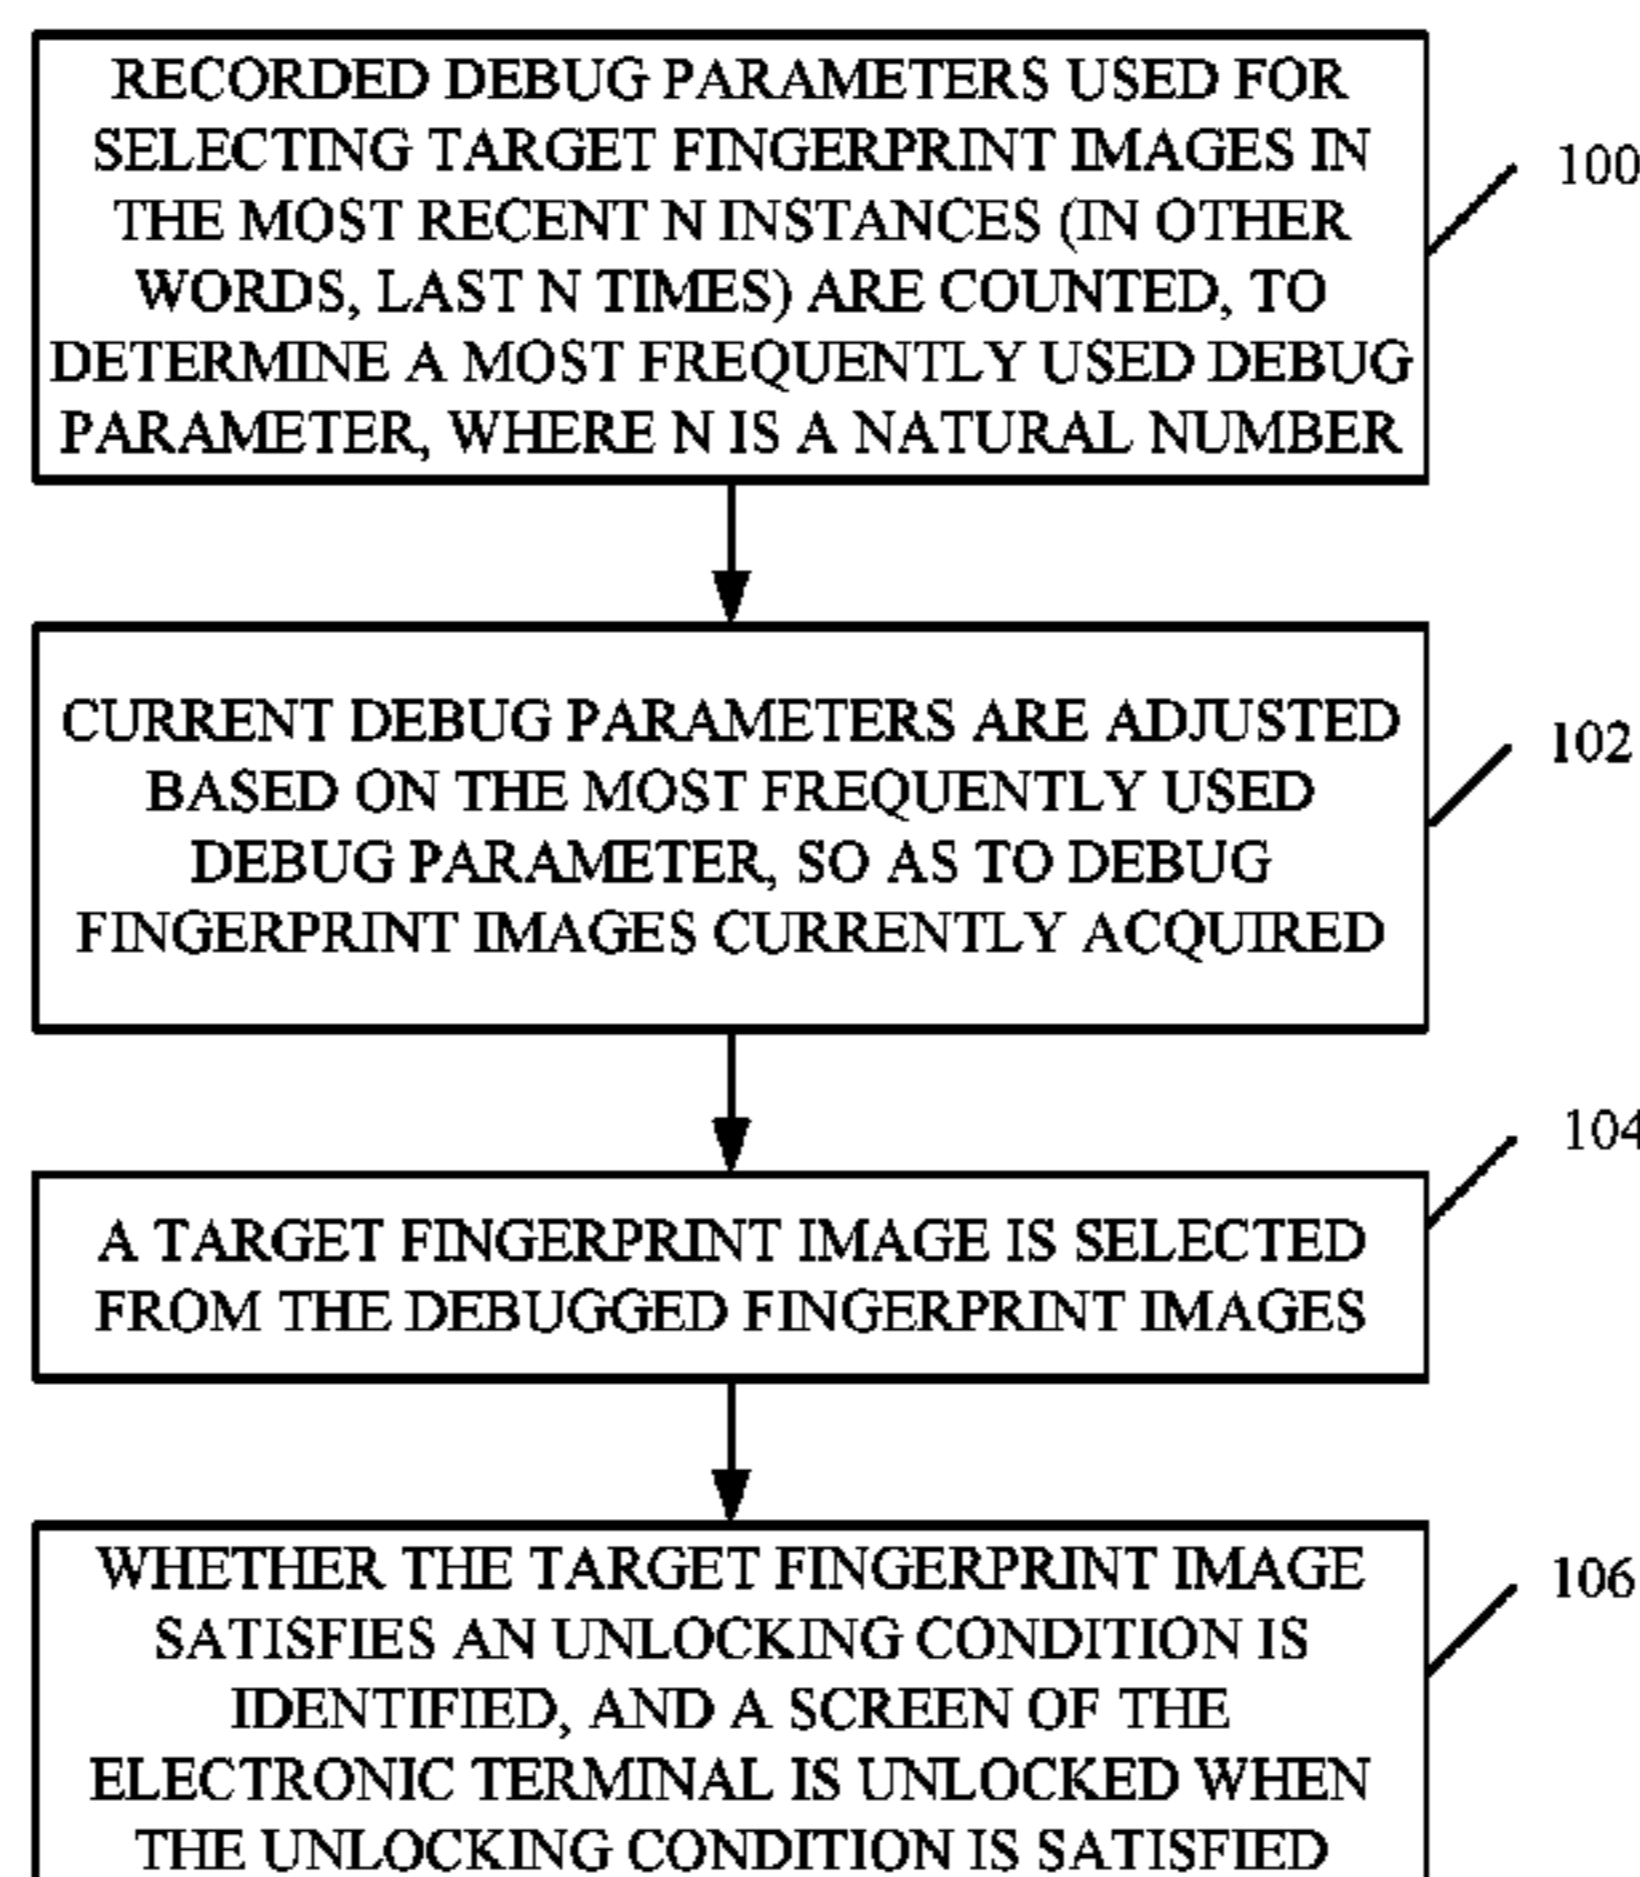 RECORDED DEBUG PARAMETERS USED FOR
SELECTING TARGET FINGERPRINT IMAGES IN
THE MOST RECENT N INSTANCES (IN OTHER
WORDS, LAST N TIMES) ARE COUNTED, TO
DETERMINE A MOST FREQUENTLY USED DEBUG
PARAMETER, WHERE N IS A NATURAL NUMBER
100
CURRENT DEBUG PARAMETERS ARE ADJUSTED
BASED ON THE MOST FREQUENTLY USED
DEBUG PARAMETER, SO AS TO DEBUG
FINGERPRINT IMAGES CURRENTLY ACQUIRED
102
A TARGET FINGERPRINT IMAGE IS SELECTED
FROM THE DEBUGGED FINGERPRINT IMAGES
104
WHETHER THE TARGET FINGERPRINT IMAGE
SATISFIES AN UNLOCKING CONDITION IS
IDENTIFIED, AND A SCREEN OF THE
ELECTRONIC TERMINAL IS UNLOCKED WHEN
THE UNLOCKING CONDITION IS SATISFIED
106